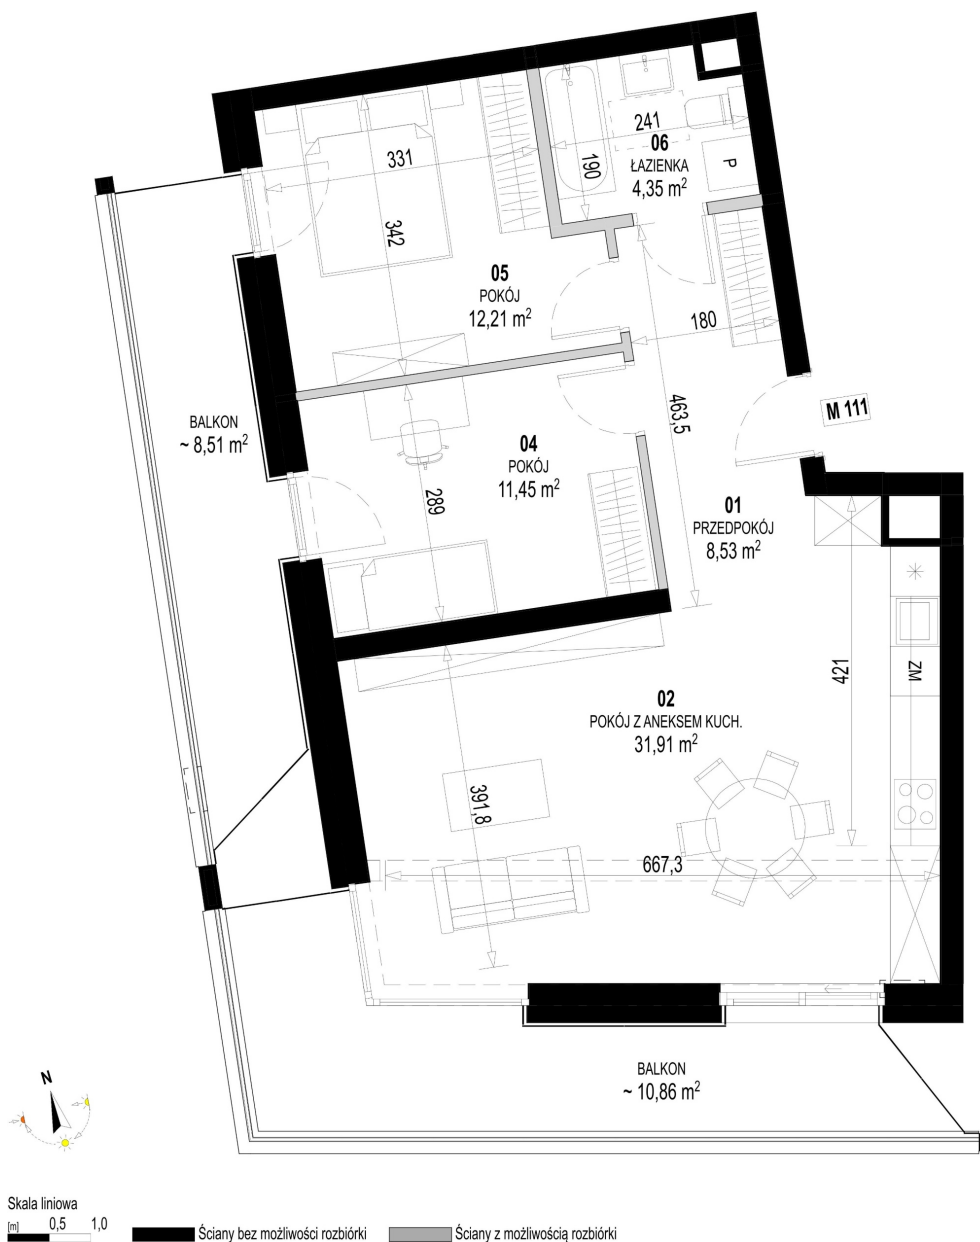 241
06
ŁAZIENKA
4,35 m²
190
P
331
342
05
POKÓJ
12,21 m²
180
BALKON
~ 8,51 m²
463,5
M 111
04
POKÓJ
11,45 m²
289
01
PRZEDPOKÓJ
8,53 m²
421
ZM
02
POKÓJ Z ANEKSEM KUCH.
31,91 m²
391,8
667,3
BALKON
~ 10,86 m²
N
Skala liniowa
[m] 0,5 1,0
Ściany bez możliwości rozbiórki
Ściany z możliwością rozbiórki